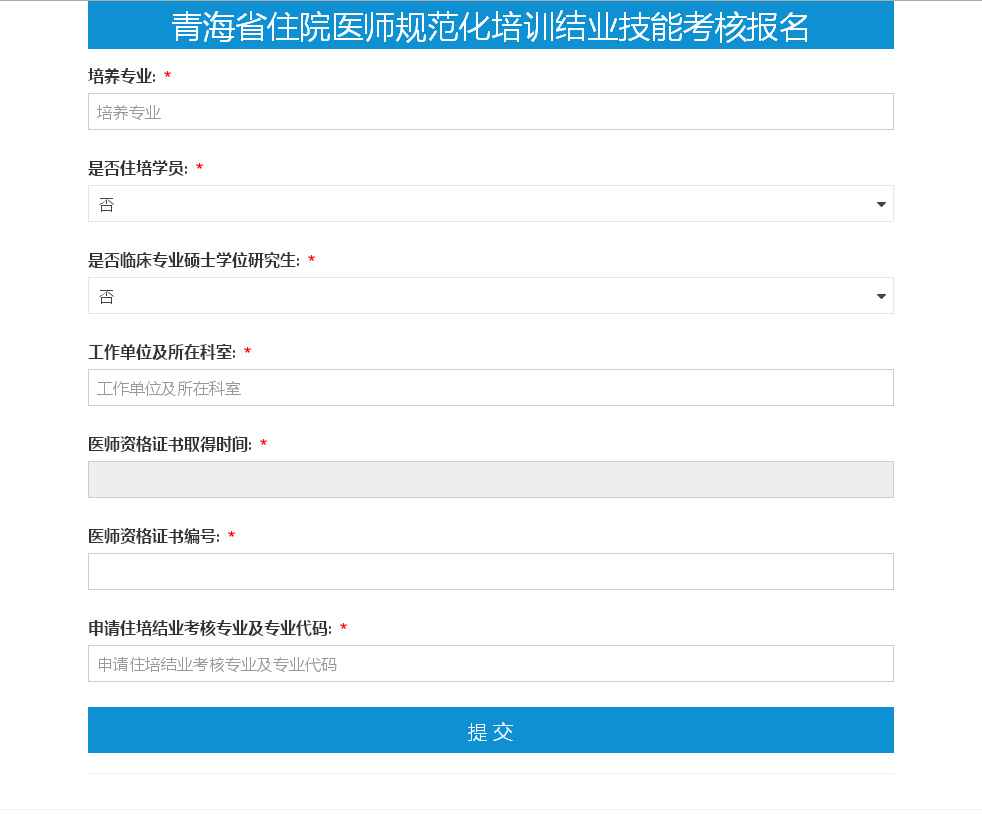 青海省住院医师规范化培训结业技能考核报名
培养专业: *
培养专业
是否住培学员: *
否
是否临床专业硕士学位研究生: *
否
工作单位及所在科室: *
工作单位及所在科室
医师资格证书取得时间: *
医师资格证书编号: *
申请住培结业考核专业及专业代码: *
申请住培结业考核专业及专业代码
提 交